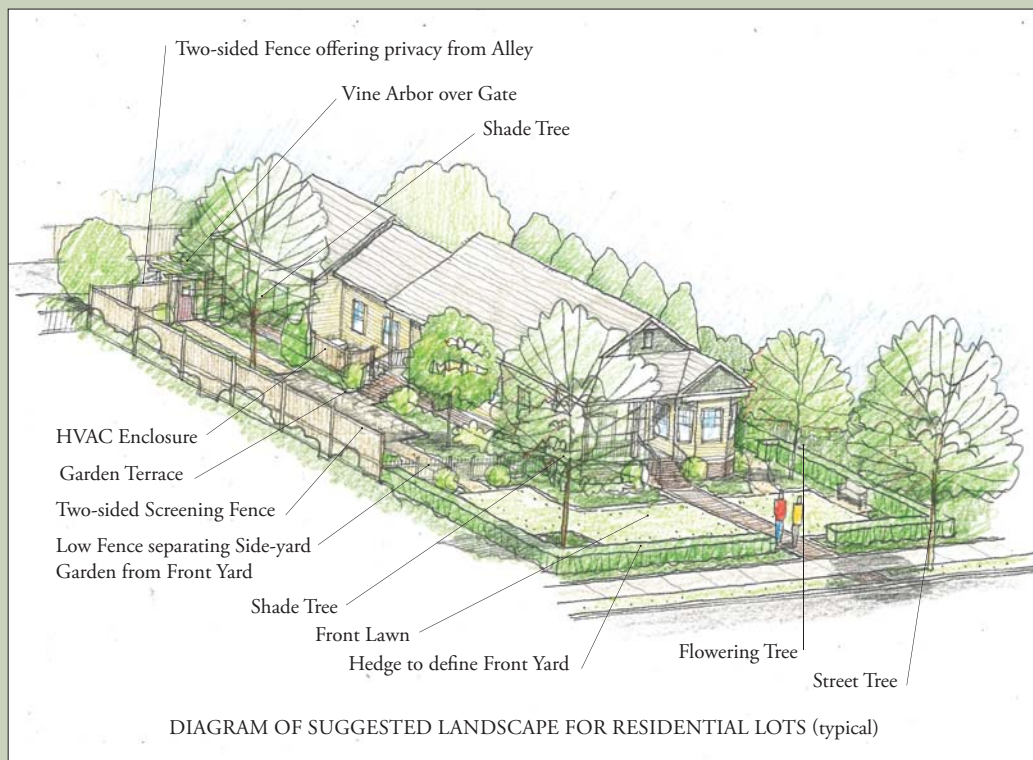 Two-sided Fence offering privacy from Alley
Vine Arbor over Gate
Shade Tree
HVAC Enclosure
Garden Terrace
Two-sided Screening Fence
Low Fence separating Side-yard
Garden from Front Yard
Shade Tree
Front Lawn
Hedge to define Front Yard
Flowering Tree
Street Tree
DIAGRAM OF SUGGESTED LANDSCAPE FOR RESIDENTIAL LOTS (typical)